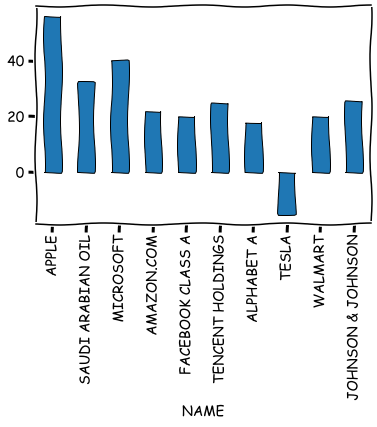 40
20
0
APPLE
SAUDI ARABIAN OIL
MICROSOFT
AMAZON.COM
FACEBOOK CLASS A
TENCENT HOLDINGS
ALPHABET A
TESLA
WALMART
JOHNSON & JOHNSON
NAME